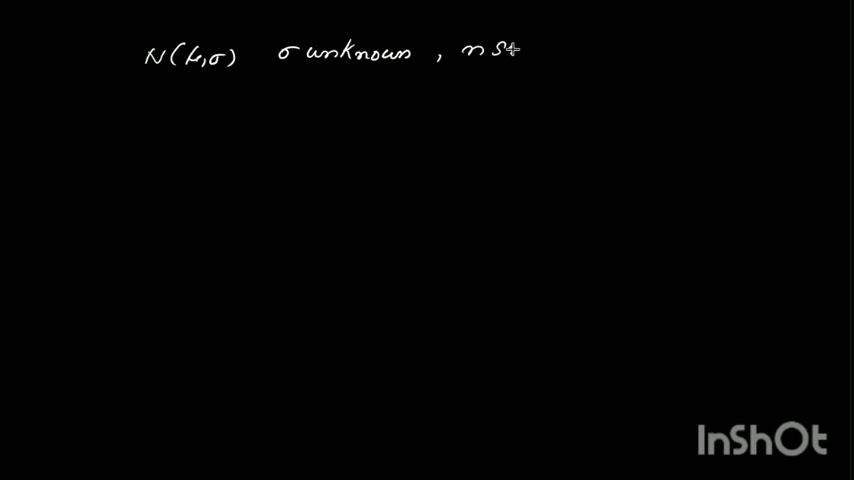 N(μ,σ) σ unknown , n s
InShOt